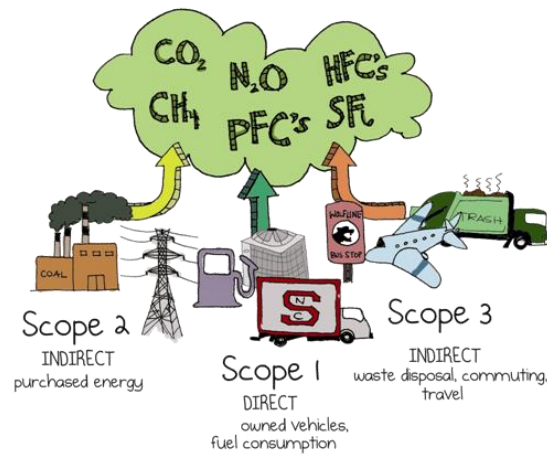 CO₂ N₂O HFC's
CH₄ PFC's SF₆
WOLFLINE
BUS STOP
TRASH
COAL
N S C
Scope 2
INDIRECT
purchased energy
Scope 1
DIRECT
owned vehicles,
fuel consumption
Scope 3
INDIRECT
waste disposal, commuting,
travel